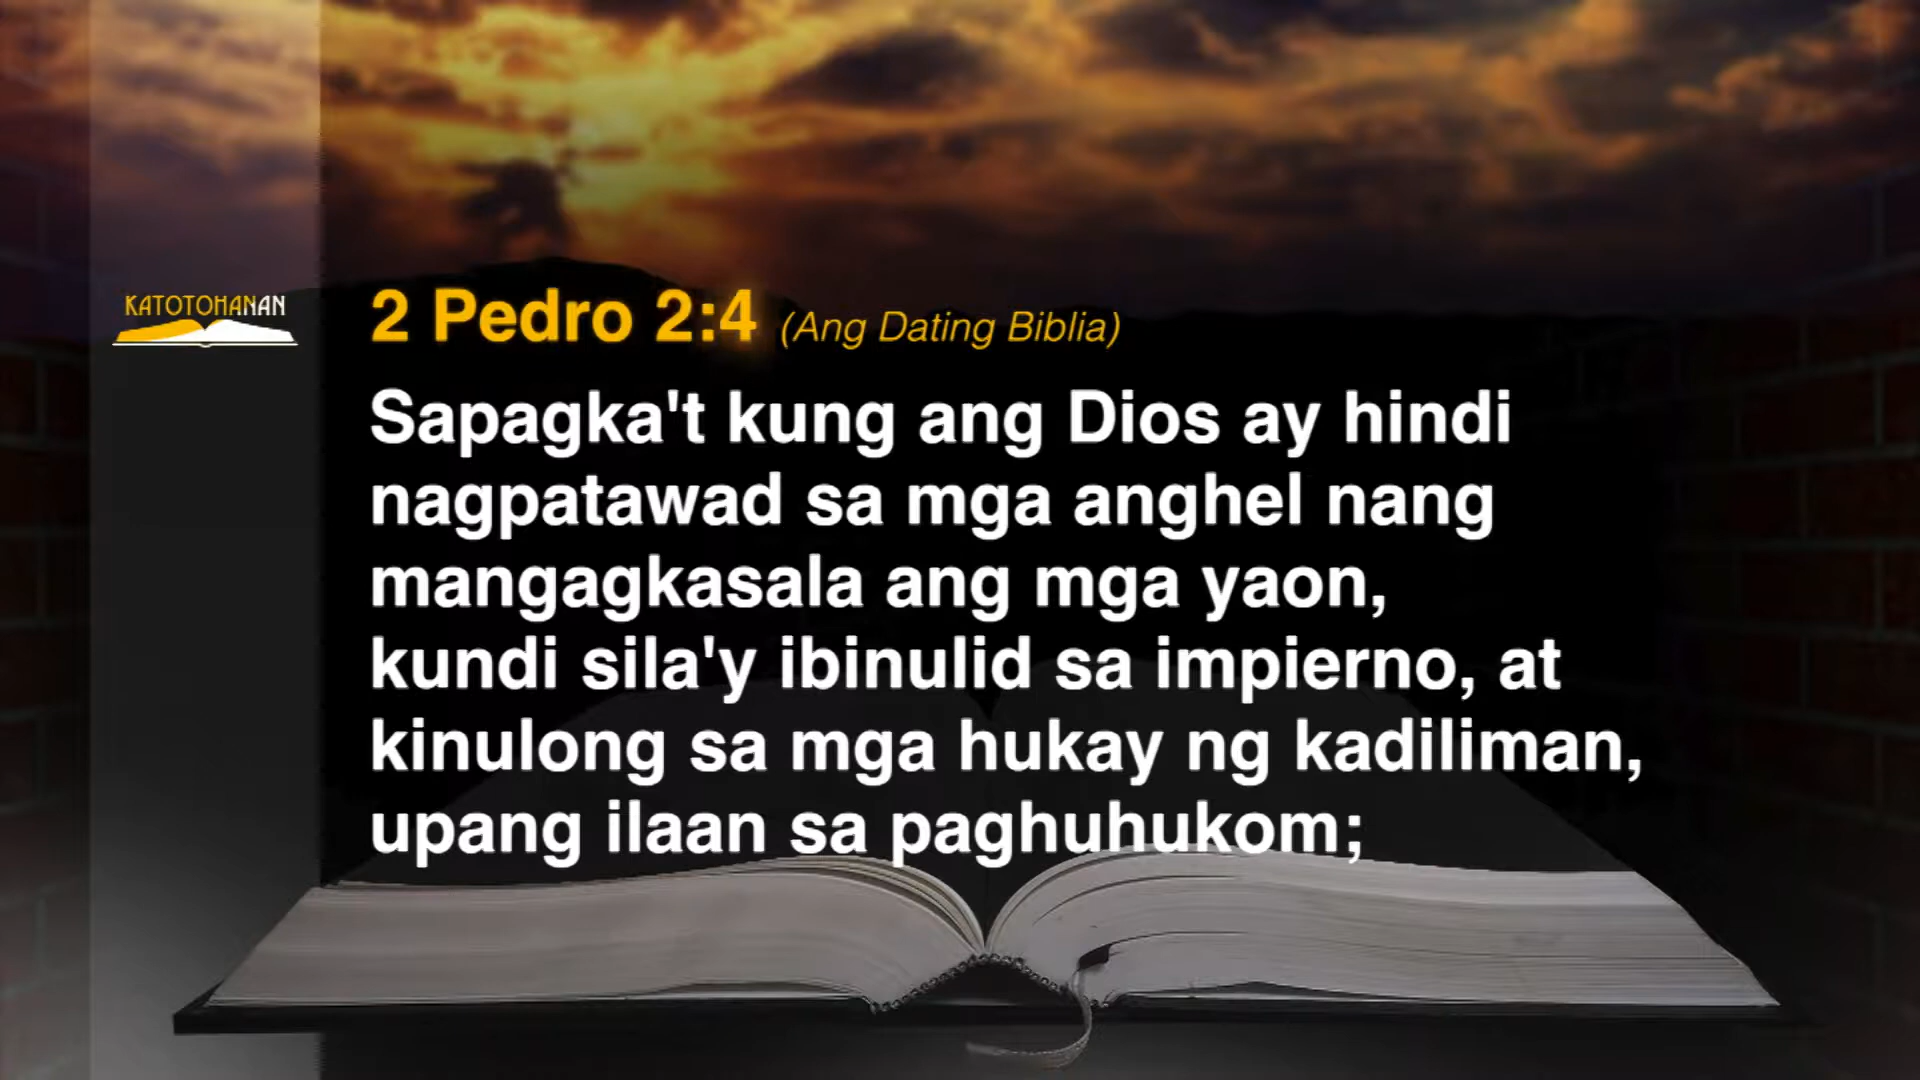 KATOTOHANAN
2 Pedro 2:4 (Ang Dating Biblia)
Sapagka't kung ang Dios ay hindi
nagpatawad sa mga anghel nang
mangagkasala ang mga yaon,
kundi sila'y ibinulid sa impierno, at
kinulong sa mga hukay ng kadiliman,
upang ilaan sa paghuhukom;